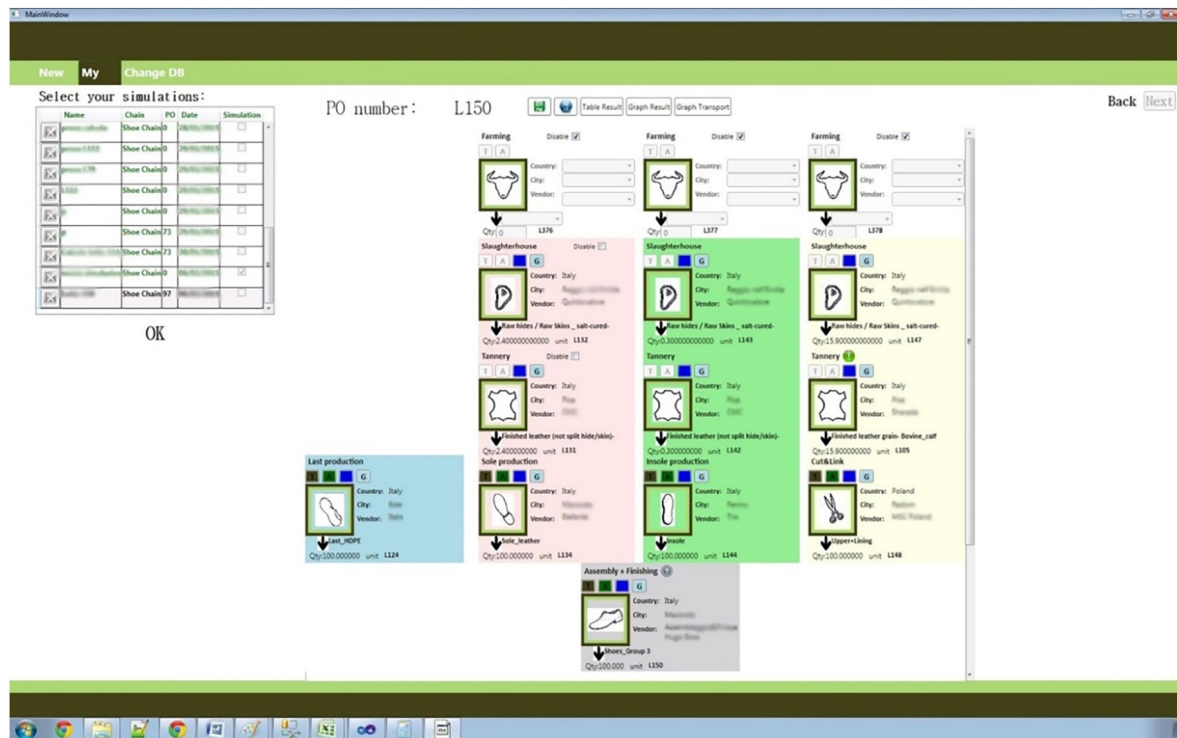 MainWindow
New My Change DB
Select your simulations:
Name Chain PO Date Simulation
Shoe Chain 0
Shoe Chain 0
Shoe Chain 0
L111 Shoe Chain 0
p Shoe Chain 0
p Shoe Chain 73
Shoe Chain 73
Shoe Chain 0
Shoe Chain 97
OK
PO number: L150 Table Result Graph Result Graph Transport
Back Next
Farming Disable Farming Disable Farming Disable
T A T A T A
Country: Country: Country:
City: City: City:
Vendor: Vendor: Vendor:
Qty: 0 L376 Qty: 0 L377 Qty: 0 L378
Slaughterhouse Disable Slaughterhouse Slaughterhouse
T A G T A G T A G
Country: Italy Country: Italy Country: Italy
City: City: City:
Vendor: Vendor: Vendor:
Raw hides / Raw Skins _ salt-cured- Raw hides / Raw Skins _ salt-cured- Raw hides / Raw Skins _ salt-cured-
Qty:2.400000000000 unit L132 Qty:0.300000000000 unit L143 Qty:15.900000000000 unit L147
Tannery Disable Tannery Tannery
T A G T A G T A G
Country: Italy Country: Italy Country: Italy
City: City: City:
Vendor: Vendor: Vendor:
Finished leather (not split hide/skin)- Finished leather (not split hide/skin)- Finished leather grain- Bovine_calf
Qty:2.400000000000 unit L131 Qty:0.300000000000 unit L142 Qty:15.900000000000 unit L105
Last production Sole production Insole production Cut&Link
T A G T A G T A G T A G
Country: Italy Country: Italy Country: Italy Country: Poland
City: City: City: City:
Vendor: Vendor: Vendor: Vendor:
Last_HDPE Sole_leather Insole Upper+Lining
Qty:100.000000 unit L124 Qty:100.000000 unit L134 Qty:100.000000 unit L144 Qty:100.000000 unit L148
Assembly + Finishing
T A G
Country: Italy
City:
Vendor:
Shoes_Group 3
Qty:100.000 unit L150